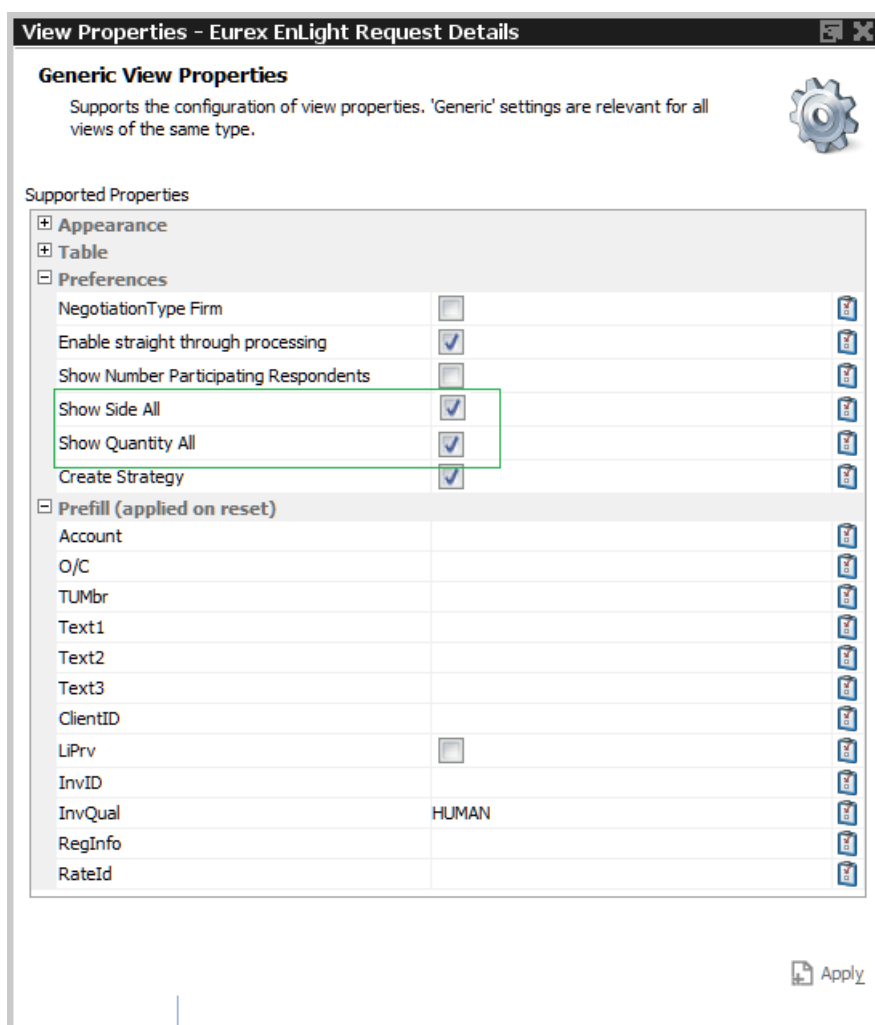 View Properties - Eurex EnLight Request Details
Generic View Properties
Supports the configuration of view properties. 'Generic' settings are relevant for all
views of the same type.
Supported Properties
Appearance
Table
Preferences
NegotiationType Firm
Enable straight through processing
Show Number Participating Respondents
Show Side All
Show Quantity All
Create Strategy
Prefill (applied on reset)
Account
O/C
TUMbr
Text1
Text2
Text3
ClientID
LiPrv
InvID
InvQual HUMAN
RegInfo
RateId
Apply